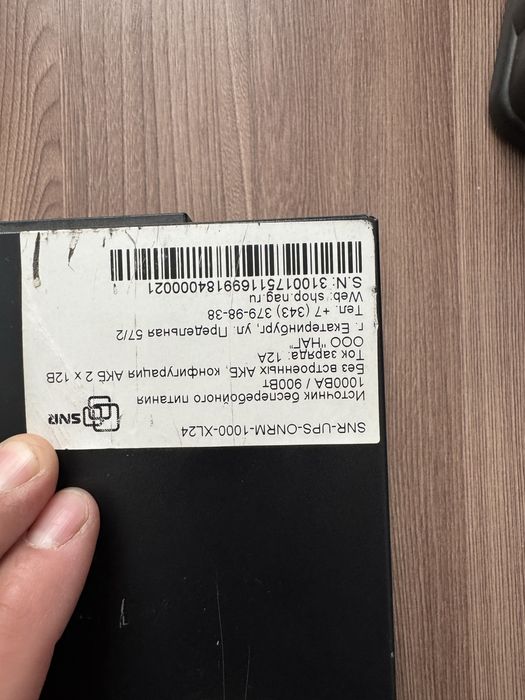 SNR-UPS-ONRM-1000-XL24
SNR
Источник бесперебойного питания
1000ВА / 900Вт
Без встроенных АКБ, конфигурация АКБ 2 х 12В
Ток заряда: 12А
ООО "НАГ"
г. Екатеринбург, ул. Предельная 57/2
Тел. +7 (343) 379-98-38
Web: shop.nag.ru
S.N: 3100175116991840000021